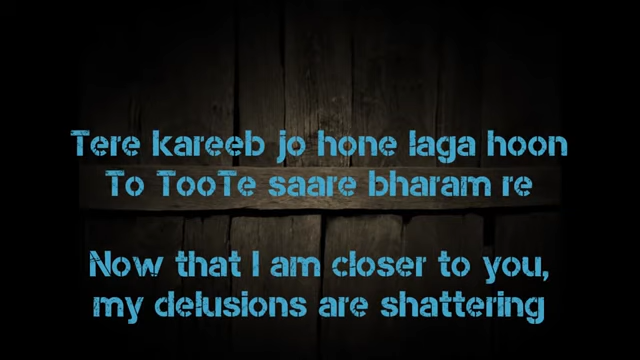 Tere kareeb jo hone laga hoon
To TooTe saare bharam re
Now that I am closer to you,
my delusions are shattering